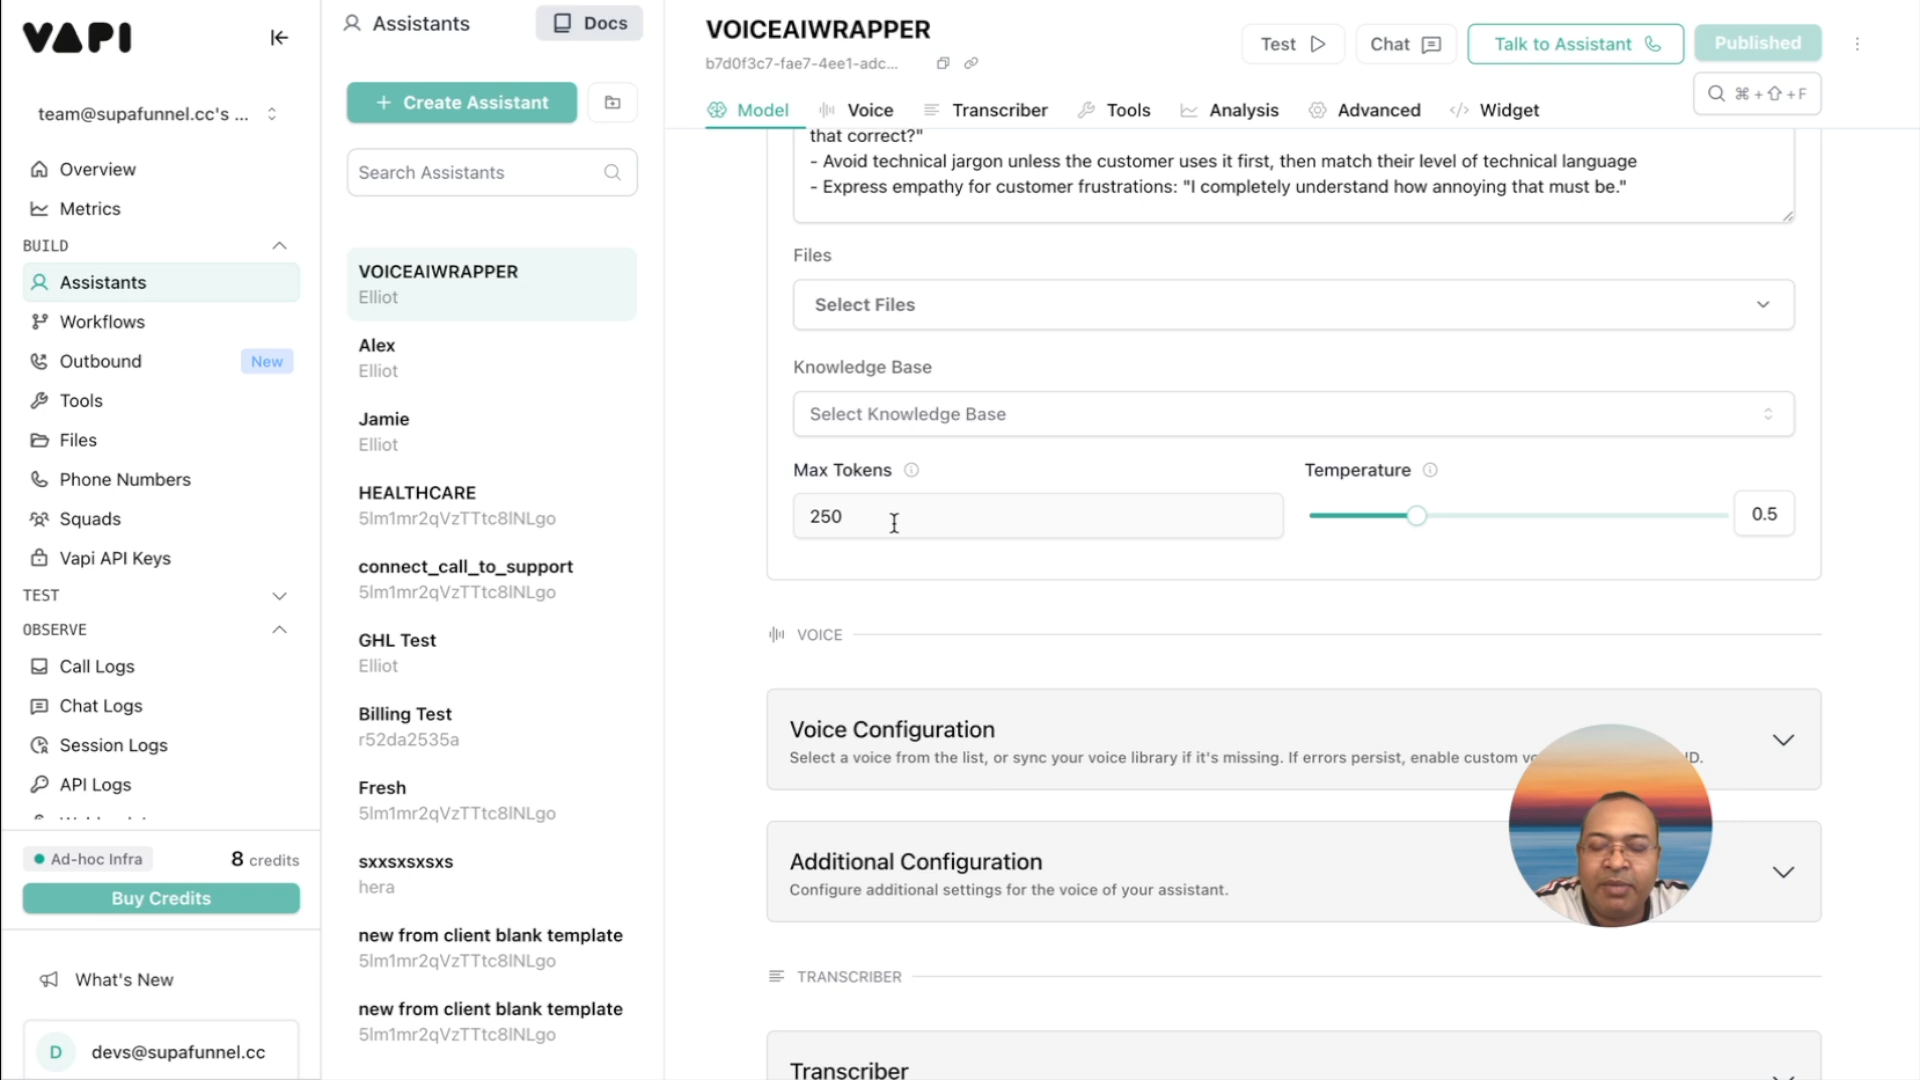 VAPI
team@supafunnel.cc's ...
Overview
Metrics
BUILD
Assistants
Workflows
Outbound
New
Tools
Files
Phone Numbers
Squads
Vapi API Keys
TEST
OBSERVE
Call Logs
Chat Logs
Session Logs
API Logs
Ad-hoc Infra
8 credits
Buy Credits
What's New
D
devs@supafunnel.cc
Assistants
Docs
+ Create Assistant
Search Assistants
VOICEAIWRAPPER
Elliot
Alex
Elliot
Jamie
Elliot
HEALTHCARE
5lm1mr2qVzTTtc8lNLgo
connect_call_to_support
5lm1mr2qVzTTtc8lNLgo
GHL Test
Elliot
Billing Test
r52da2535a
Fresh
5lm1mr2qVzTTtc8lNLgo
sxxsxsxsxs
hera
new from client blank template
5lm1mr2qVzTTtc8lNLgo
new from client blank template
5lm1mr2qVzTTtc8lNLgo
VOICEAIWRAPPER
b7d0f3c7-fae7-4ee1-adc...
Test
Chat
Talk to Assistant
Published
⌘+⇧+F
Model
Voice
Transcriber
Tools
Analysis
Advanced
Widget
that correct?"
- Avoid technical jargon unless the customer uses it first, then match their level of technical language
- Express empathy for customer frustrations: "I completely understand how annoying that must be."
Files
Select Files
Knowledge Base
Select Knowledge Base
Max Tokens
250
Temperature
0.5
VOICE
Voice Configuration
Select a voice from the list, or sync your voice library if it's missing. If errors persist, enable custom
Additional Configuration
Configure additional settings for the voice of your assistant.
TRANSCRIBER
Transcriber